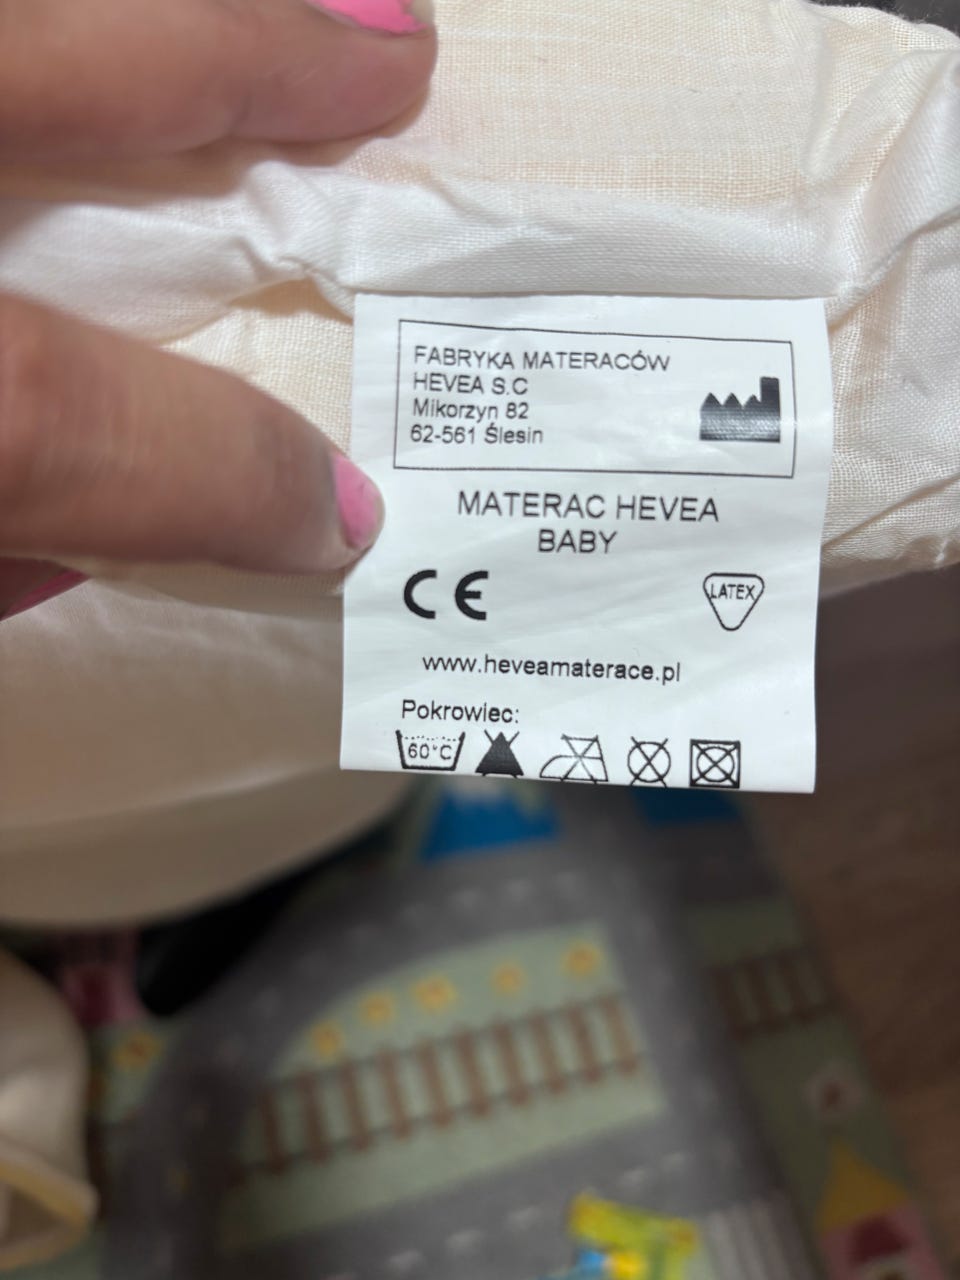 FABRYKA MATERACÓW
HEVEA S.C
Mikorzyn 82
62-561 Ślesin
MATERAC HEVEA
BABY
CE
LATEX
www.heveamaterace.pl
Pokrowiec:
60°C